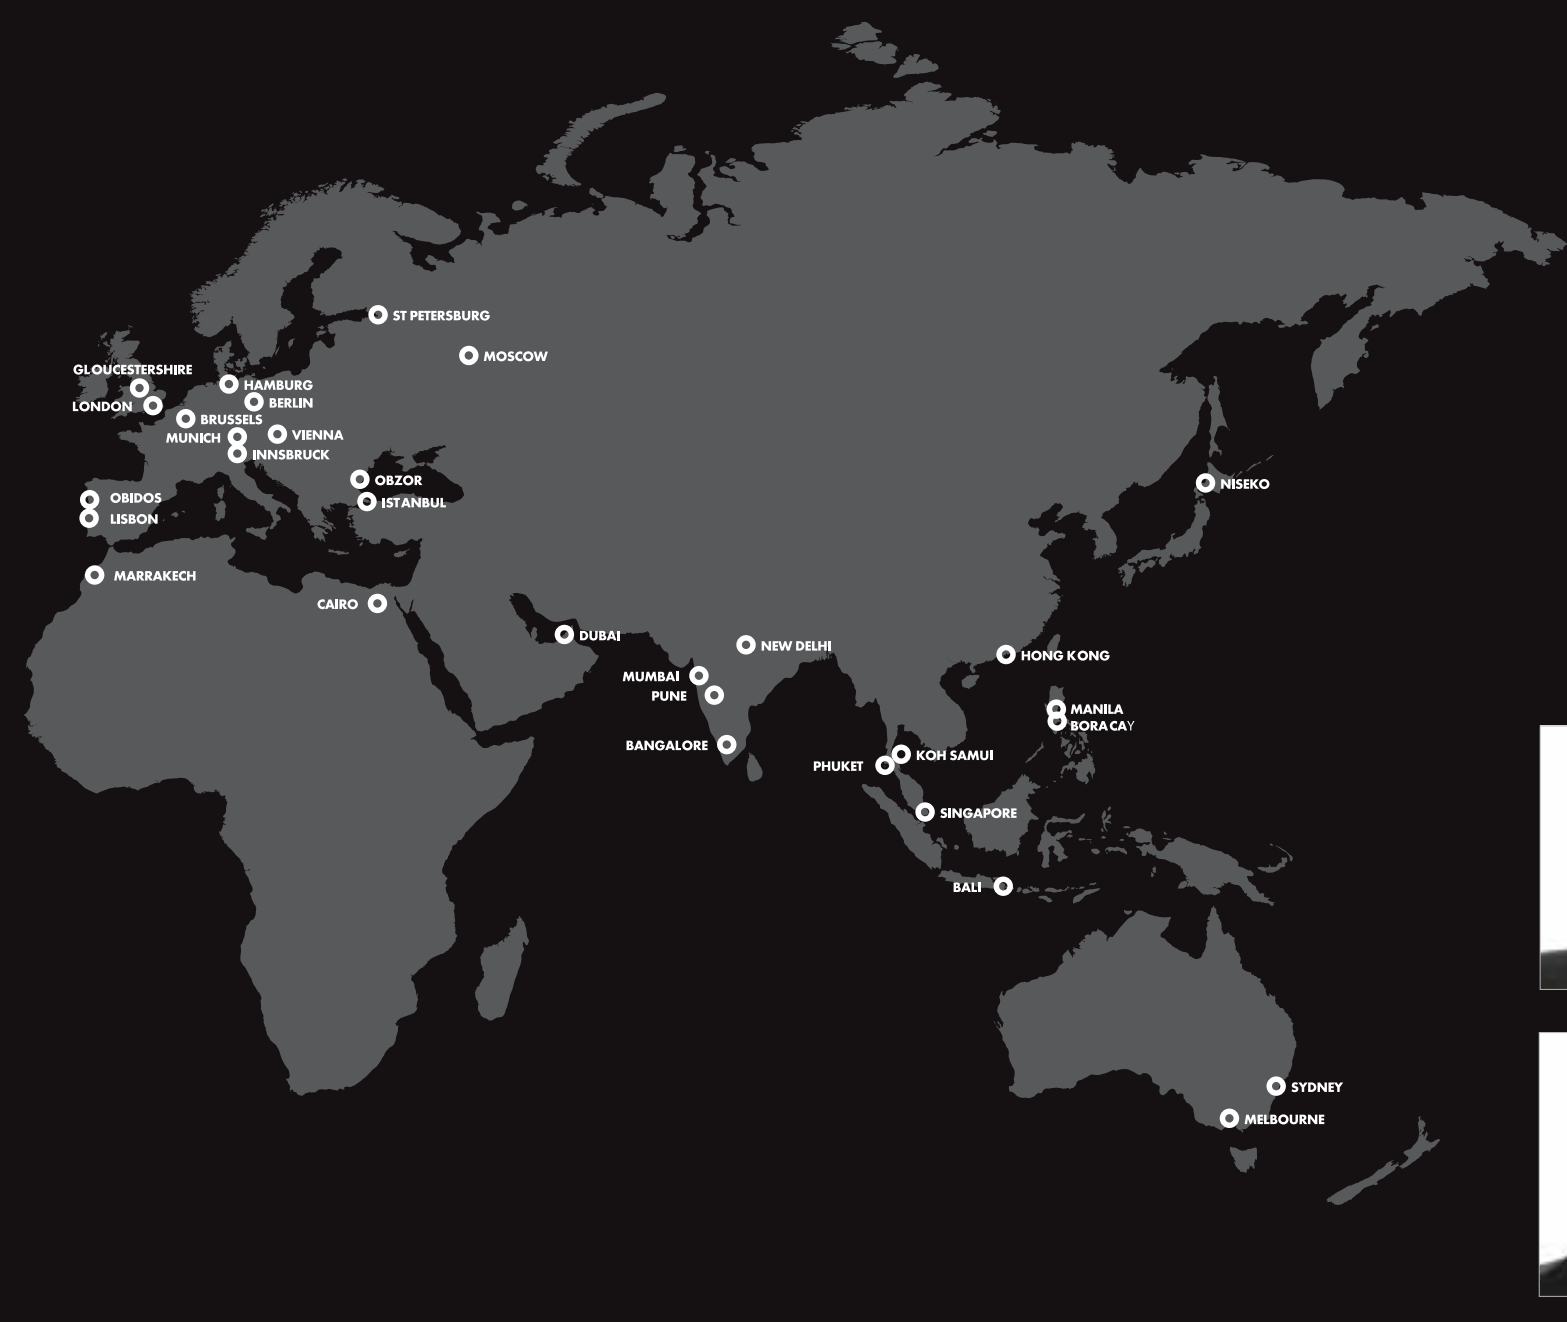 ST PETERSBURG
MOSCOW
GLOUCESTERSHIRE
HAMBURG
LONDON
BERLIN
BRUSSELS
MUNICH
VIENNA
INNSBRUCK
OBZOR
NISEKO
OBIDOS
ISTANBUL
LISBON
MARRAKECH
CAIRO
DUBAI
NEW DELHI
HONG KONG
MUMBAI
PUNE
MANILA
BORACAY
BANGALORE
KOH SAMUI
PHUKET
SINGAPORE
BALI
SYDNEY
MELBOURNE